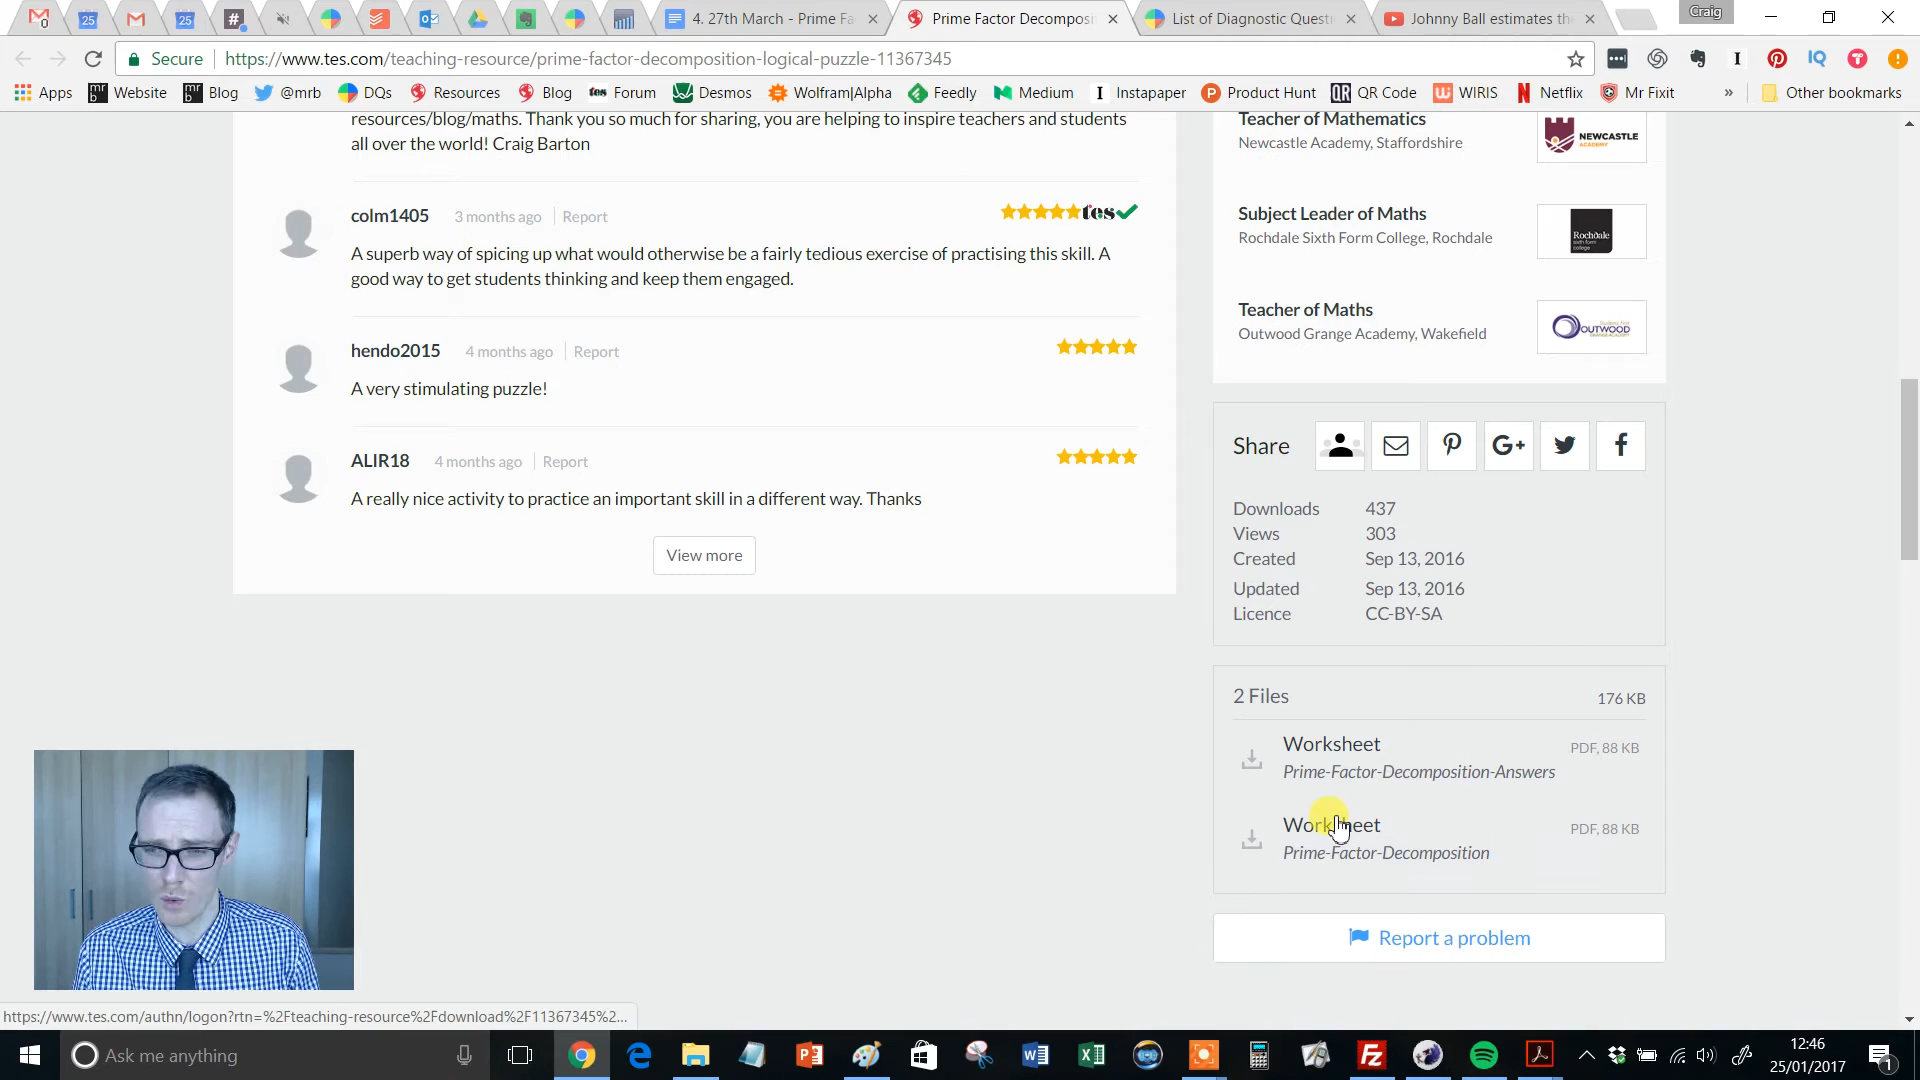 4. 27th March - Prime Fa
Prime Factor Decomposi
List of Diagnostic Questi
Johnny Ball estimates the
Craig
Secure
https://www.tes.com/teaching-resource/prime-factor-decomposition-logical-puzzle-11367345
Apps
Website
Blog
@mrb
DQs
Resources
Blog
Forum
Desmos
Wolfram|Alpha
Feedly
Medium
Instapaper
Product Hunt
QR Code
WIRIS
Netflix
Mr Fixit
»
Other bookmarks
resources/blog/maths. Thank you so much for sharing, you are helping to inspire teachers and students
all over the world! Craig Barton
colm1405 3 months ago Report
tes
A superb way of spicing up what would otherwise be a fairly tedious exercise of practising this skill. A
good way to get students thinking and keep them engaged.
hendo2015 4 months ago Report
A very stimulating puzzle!
ALIR18 4 months ago Report
A really nice activity to practice an important skill in a different way. Thanks
View more
Teacher of Mathematics
Newcastle Academy, Staffordshire
NEWCASTLE
ACADEMY
Subject Leader of Maths
Rochdale Sixth Form College, Rochdale
Rochdale
Teacher of Maths
Outwood Grange Academy, Wakefield
OUTWOOD
Share
Downloads 437
Views 303
Created Sep 13, 2016
Updated Sep 13, 2016
Licence CC-BY-SA
2 Files 176 KB
Worksheet PDF, 88 KB
Prime-Factor-Decomposition-Answers
Worksheet PDF, 88 KB
Prime-Factor-Decomposition
Report a problem
https://www.tes.com/authn/logon?rtn=%2Fteaching-resource%2Fdownload%2F11367345%2...
Ask me anything
12:46
25/01/2017